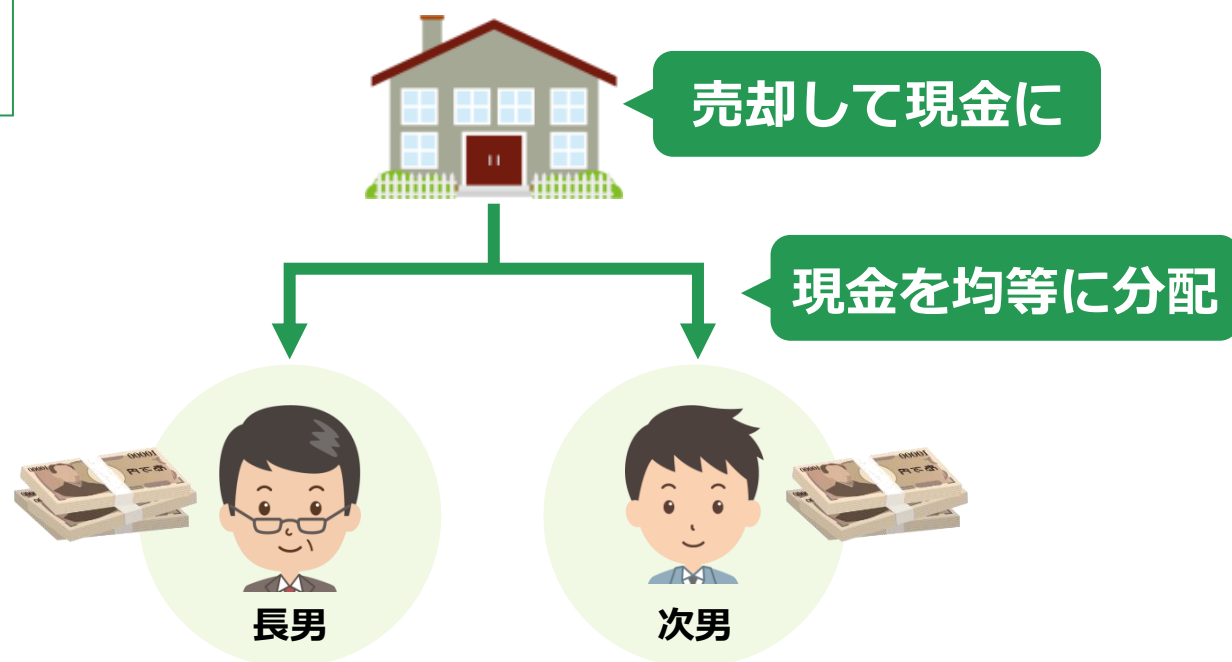 売却して現金に
現金を均等に分配
長男
次男